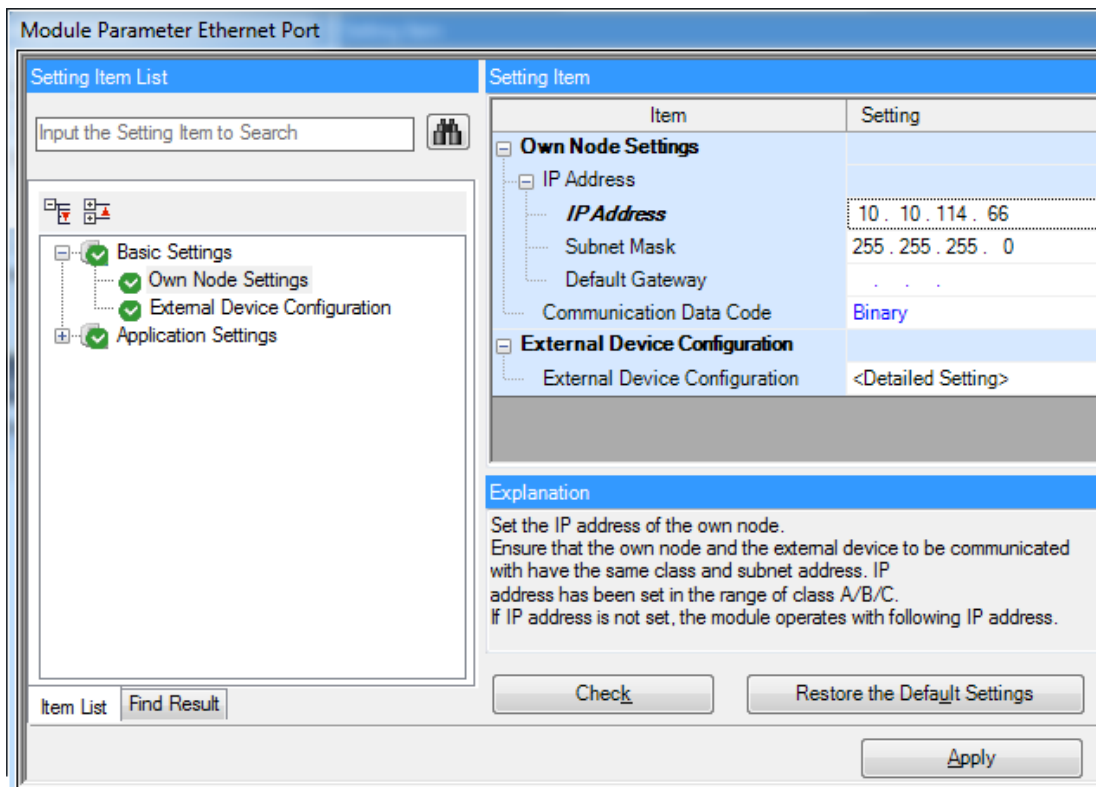 Module Parameter Ethernet Port
Setting Item List
Input the Setting Item to Search
Basic Settings
Own Node Settings
External Device Configuration
Application Settings
Item List
Find Result
Setting Item
Item Setting
Own Node Settings
IP Address
IP Address 10 . 10 . 114 . 66
Subnet Mask 255 . 255 . 255 . 0
Default Gateway . . .
Communication Data Code Binary
External Device Configuration
External Device Configuration <Detailed Setting>
Explanation
Set the IP address of the own node.
Ensure that the own node and the external device to be communicated
with have the same class and subnet address. IP
address has been set in the range of class A/B/C.
If IP address is not set, the module operates with following IP address.
Check
Restore the Default Settings
Apply